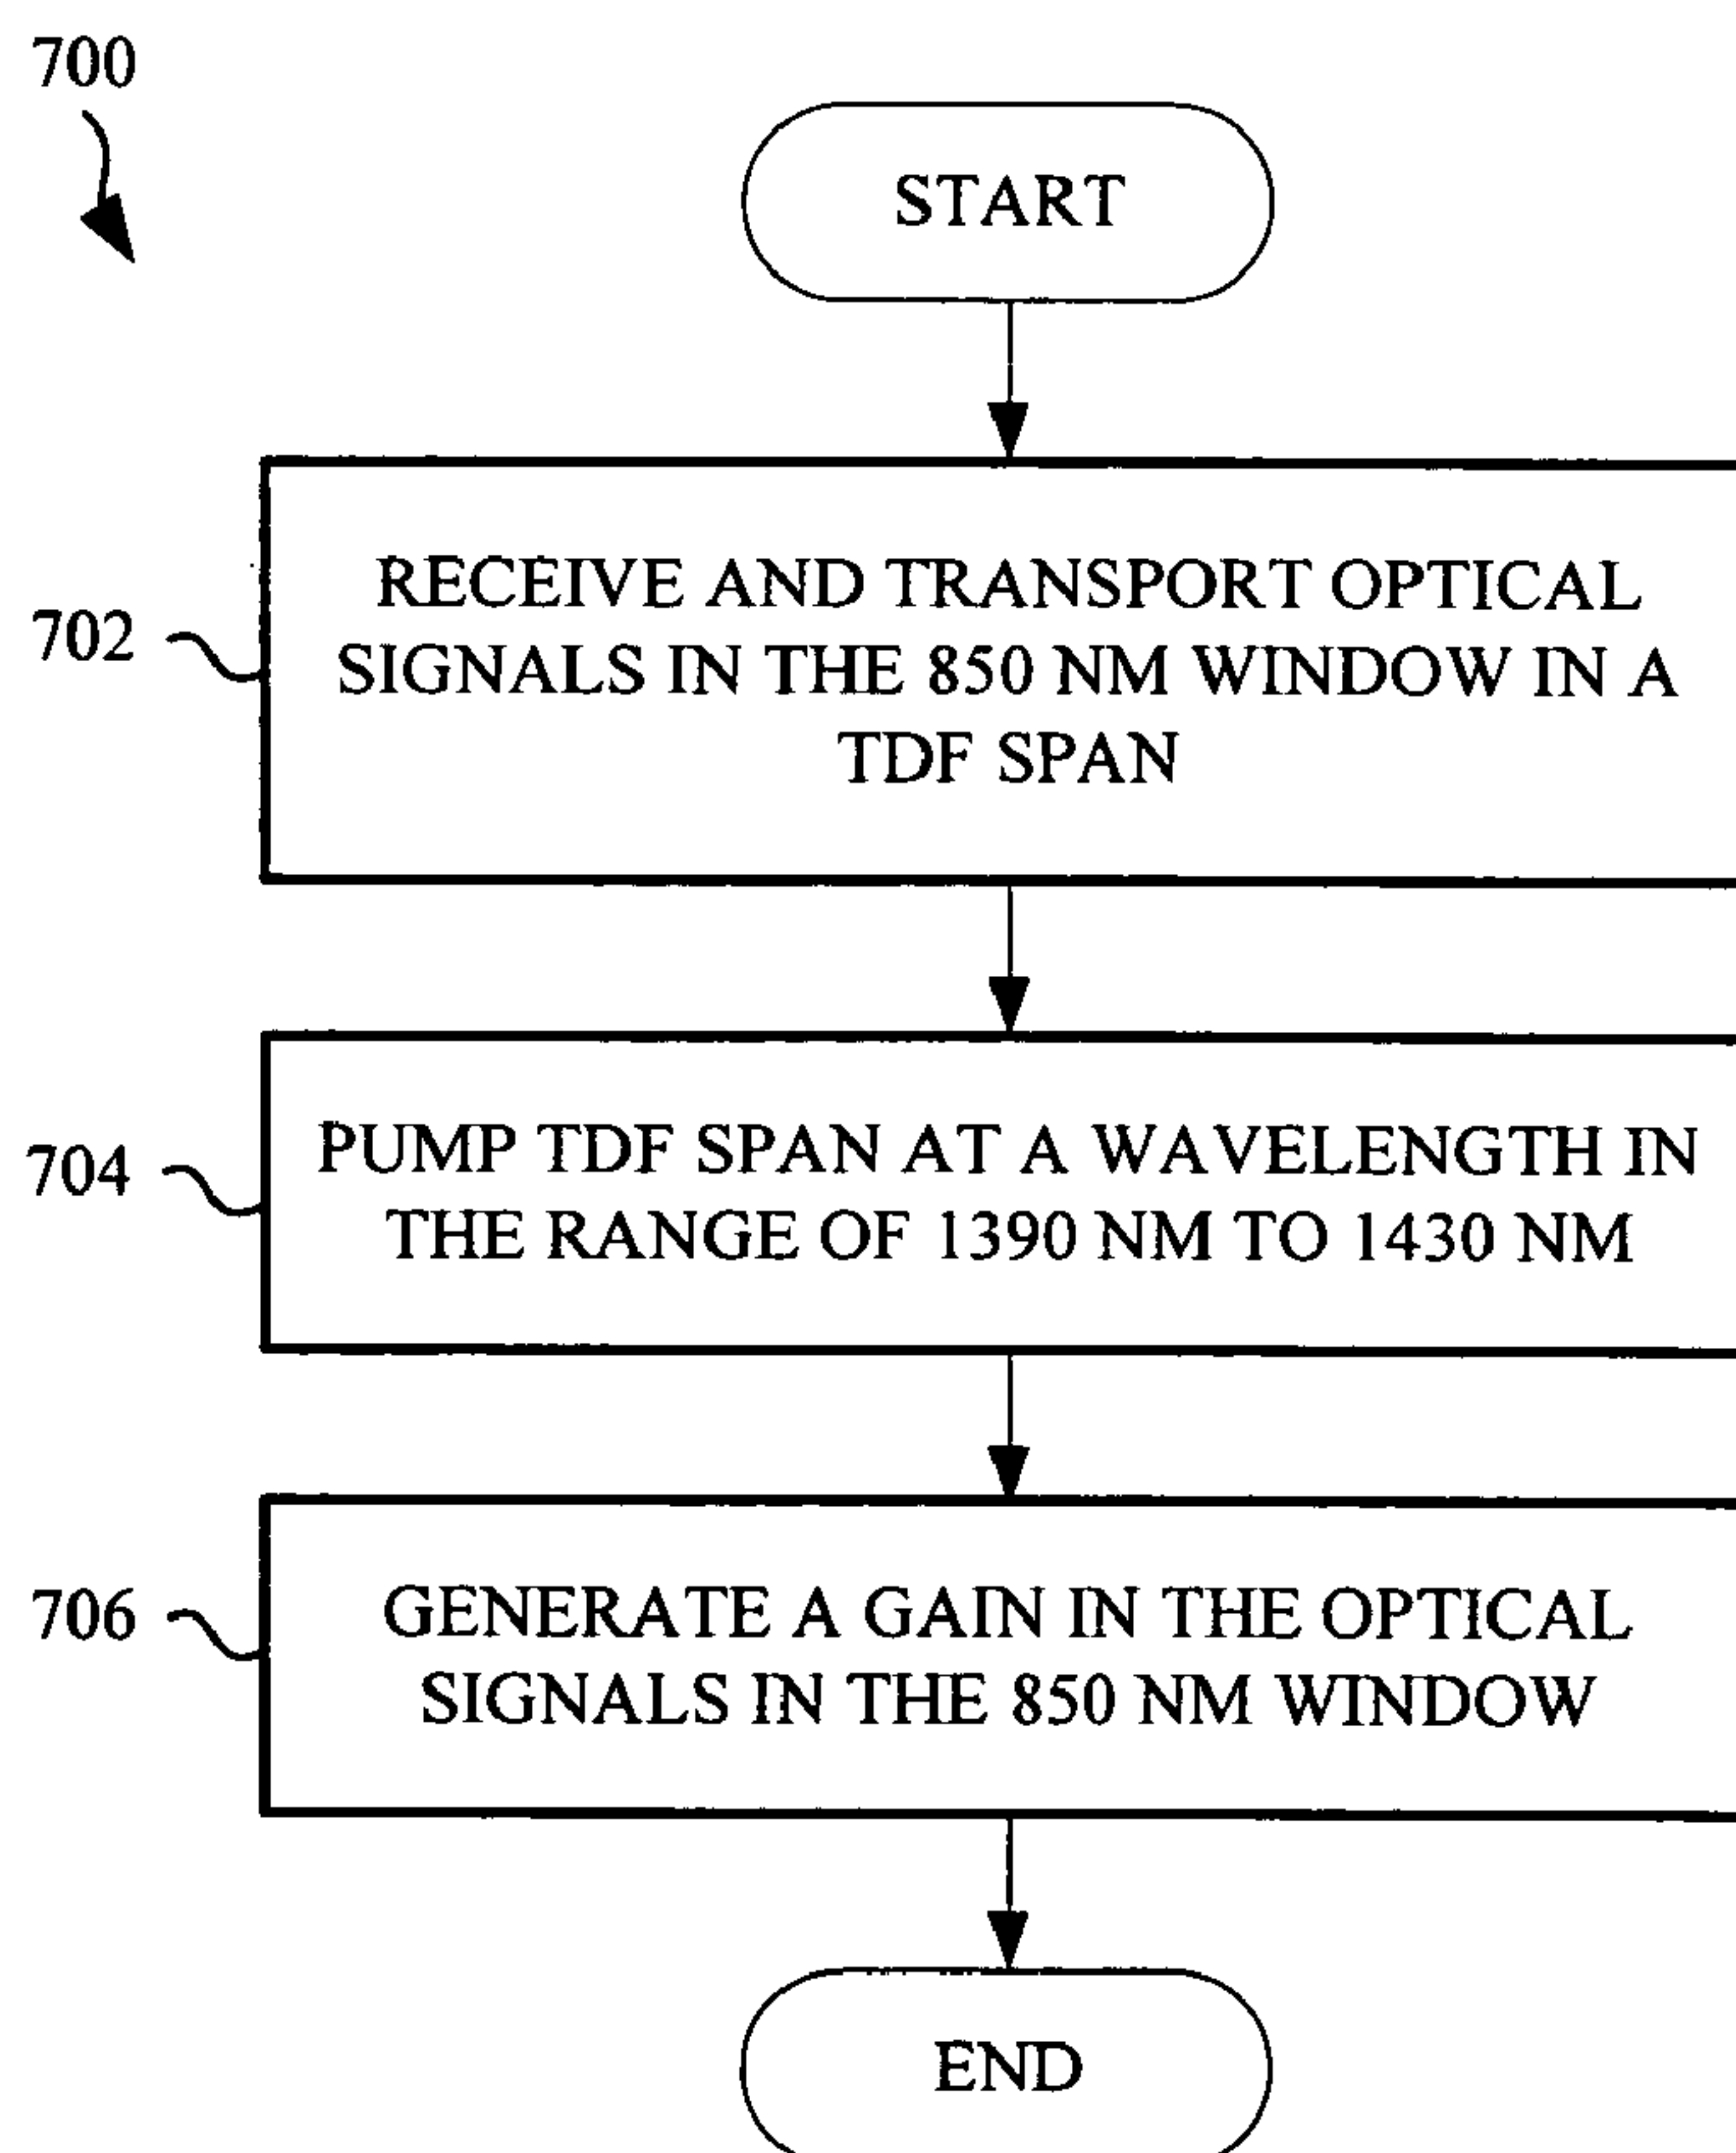 700
START
702
RECEIVE AND TRANSPORT OPTICAL
SIGNALS IN THE 850 NM WINDOW IN A
TDF SPAN
704
PUMP TDF SPAN AT A WAVELENGTH IN
THE RANGE OF 1390 NM TO 1430 NM
706
GENERATE A GAIN IN THE OPTICAL
SIGNALS IN THE 850 NM WINDOW
END